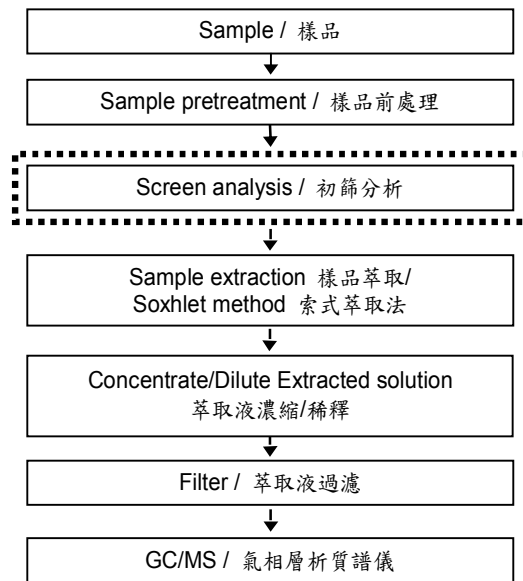 Sample / 樣品
Sample pretreatment / 樣品前處理
Screen analysis / 初篩分析
Sample extraction 樣品萃取/
Soxhlet method 索式萃取法
Concentrate/Dilute Extracted solution
萃取液濃縮/稀釋
Filter / 萃取液過濾
GC/MS / 氣相層析質譜儀